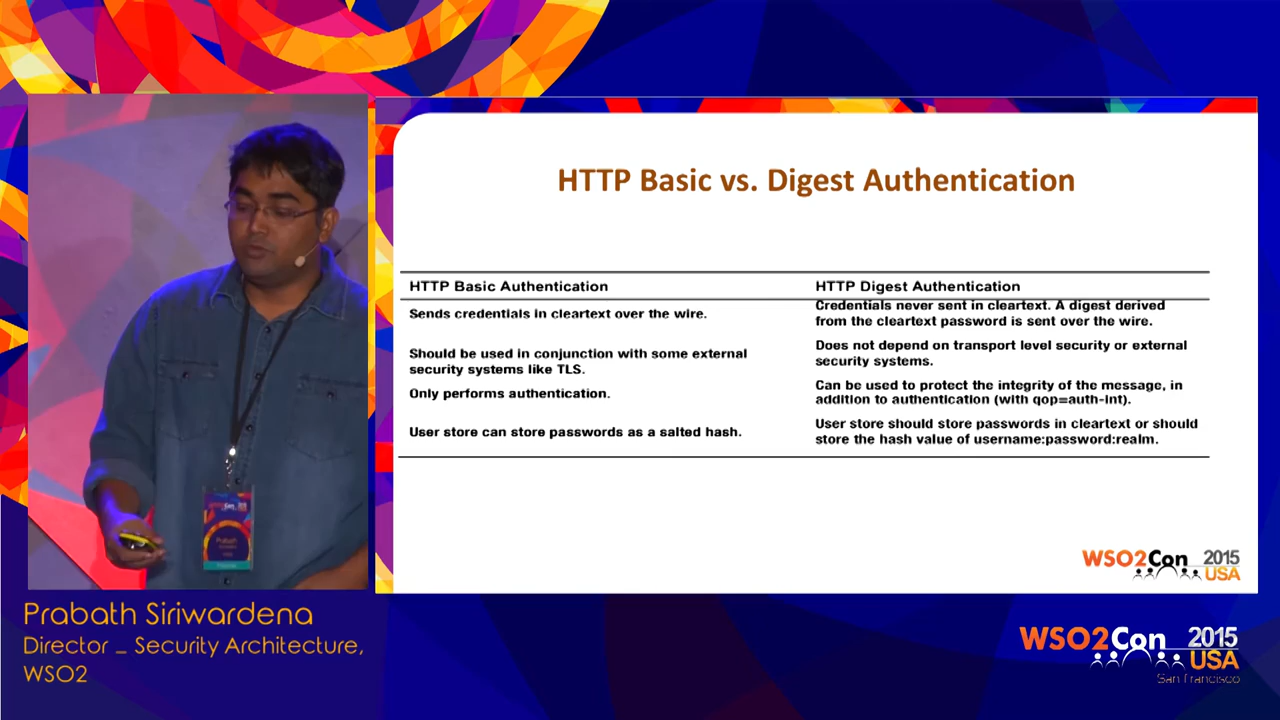 HTTP Basic vs. Digest Authentication
HTTP Basic Authentication
HTTP Digest Authentication
Sends credentials in cleartext over the wire.
Credentials never sent in cleartext. A digest derived
from the cleartext password is sent over the wire.
Should be used in conjunction with some external
security systems like TLS.
Does not depend on transport level security or external
security systems.
Only performs authentication.
Can be used to protect the integrity of the message, in
addition to authentication (with qop=auth-int).
User store can store passwords as a salted hash.
User store should store passwords in cleartext or should
store the hash value of username:password:realm.
WSO2Con 2015
USA
Prabath
Prabath Siriwardena
Director _ Security Architecture,
WSO2
WSO2Con 2015
USA
San Francisco